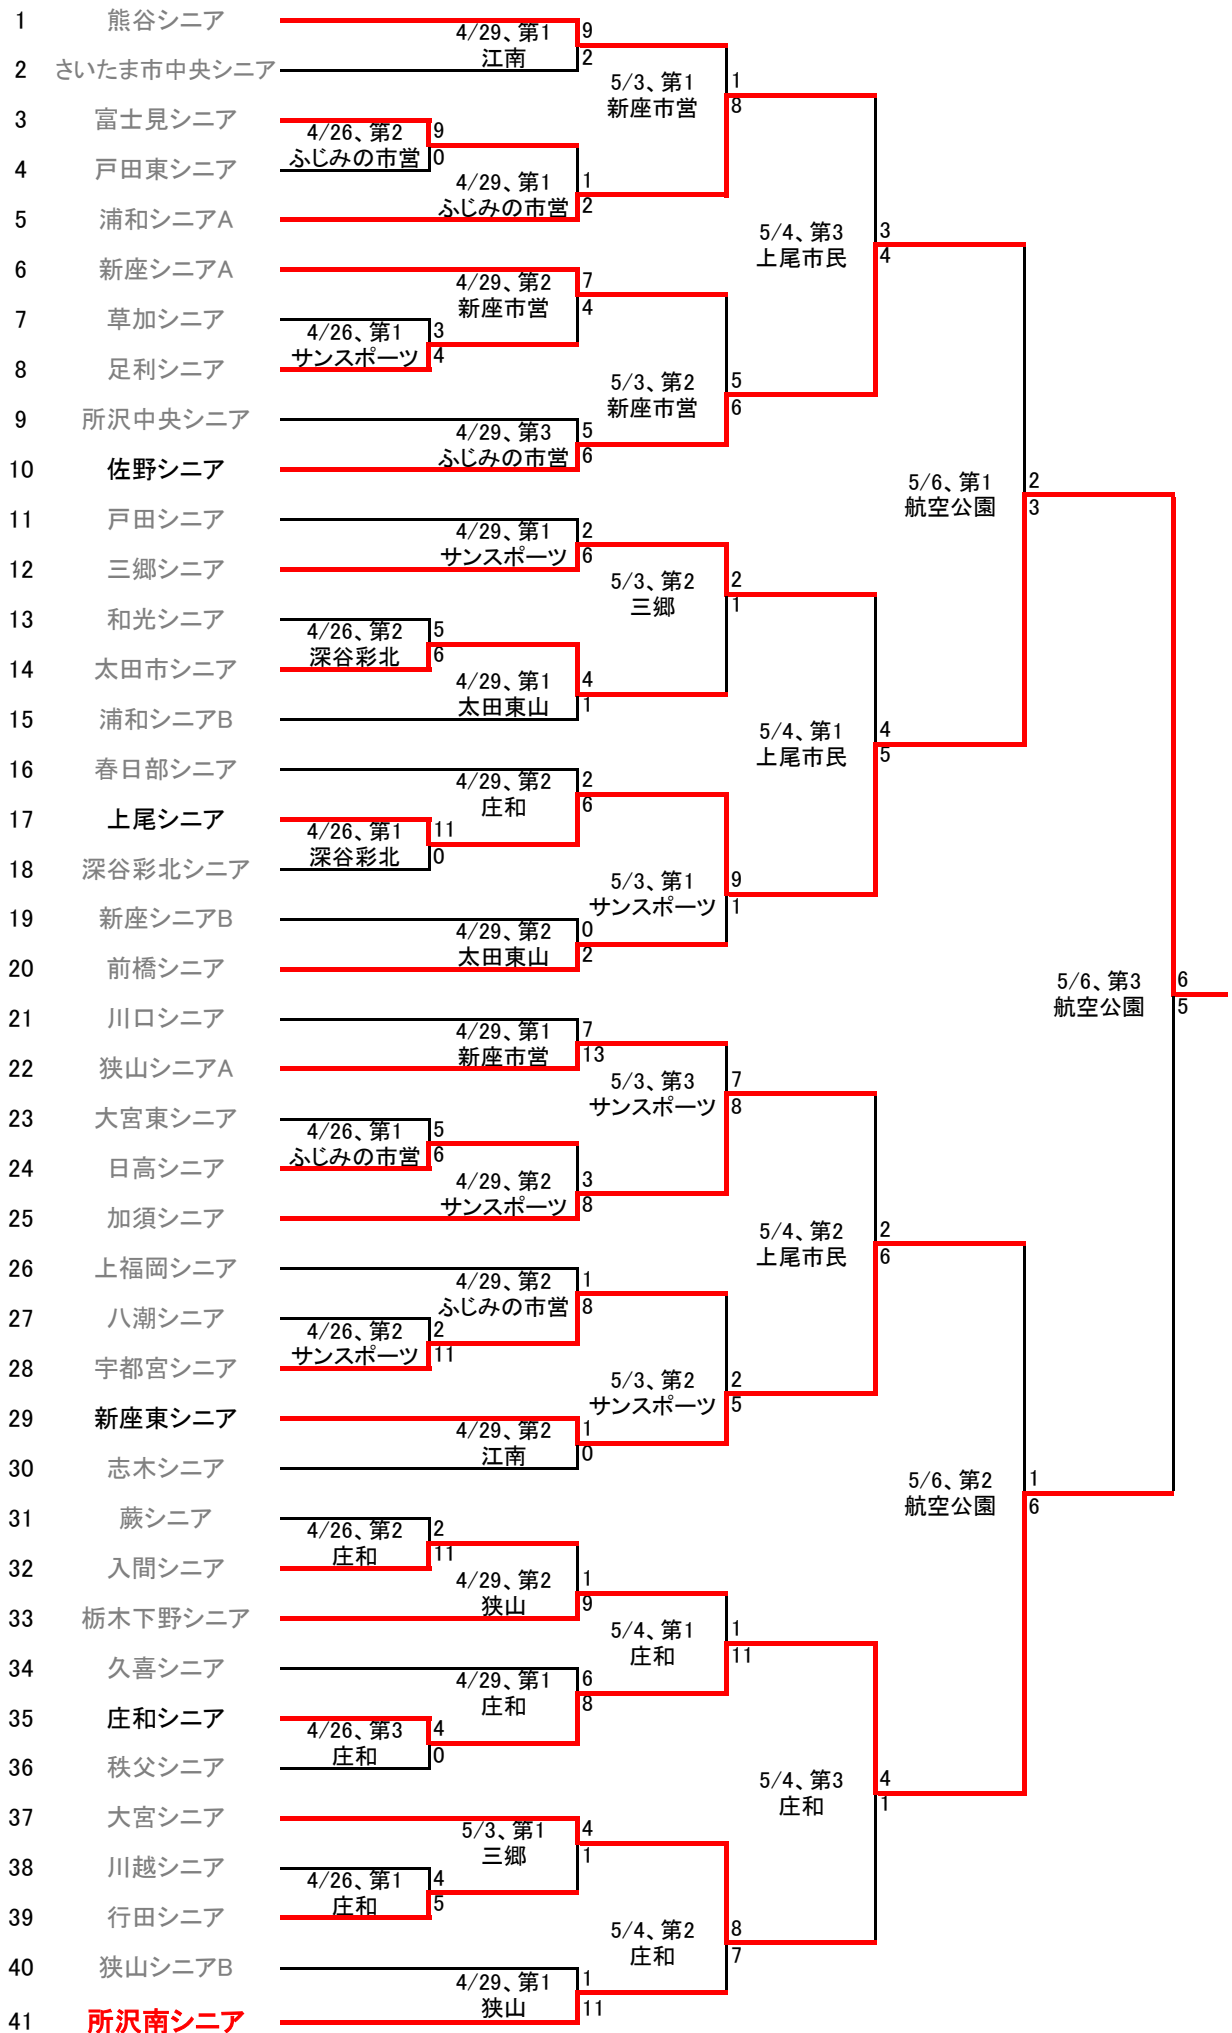 1 熊谷シニア
4/29、第1 9
江南 2
2 さいたま市中央シニア
5/3、第1 1
新座市営 8
3 富士見シニア
4/26、第2 9
ふじみの市営 0
4 戸田東シニア
4/29、第1 1
ふじみの市営 2
5 浦和シニアA
5/4、第3 3
上尾市民 4
6 新座シニアA
4/29、第2 7
新座市営 4
7 草加シニア
4/26、第1 3
サンスポーツ 4
8 足利シニア
5/3、第2 5
新座市営 6
9 所沢中央シニア
4/29、第3 5
ふじみの市営 6
10 佐野シニア
5/6、第1 2
航空公園 3
11 戸田シニア
4/29、第1 2
サンスポーツ 6
12 三郷シニア
5/3、第2 2
三郷 1
13 和光シニア
4/26、第2 5
深谷彩北 6
14 太田市シニア
4/29、第1 4
太田東山 1
15 浦和シニアB
5/4、第1 4
上尾市民 5
16 春日部シニア
4/29、第2 2
庄和 6
17 上尾シニア
4/26、第1 11
深谷彩北 0
18 深谷彩北シニア
5/3、第1 9
サンスポーツ 1
19 新座シニアB
4/29、第2 0
太田東山 2
20 前橋シニア
5/6、第3 6
航空公園 5
21 川口シニア
4/29、第1 7
新座市営 13
22 狭山シニアA
5/3、第3 7
サンスポーツ 8
23 大宮東シニア
4/26、第1 5
ふじみの市営 6
24 日高シニア
4/29、第2 3
サンスポーツ 8
25 加須シニア
5/4、第2 2
上尾市民 6
26 上福岡シニア
4/29、第2 1
ふじみの市営 8
27 八潮シニア
4/26、第2 2
サンスポーツ 11
28 宇都宮シニア
5/3、第2 2
サンスポーツ 5
29 新座東シニア
4/29、第2 1
江南 0
30 志木シニア
5/6、第2 1
航空公園 6
31 蕨シニア
4/26、第2 2
庄和 11
32 入間シニア
4/29、第2 1
狭山 9
33 栃木下野シニア
5/4、第1 1
庄和 11
34 久喜シニア
4/29、第1 6
庄和 8
35 庄和シニア
4/26、第3 4
庄和 0
36 秩父シニア
5/4、第3 4
庄和 1
37 大宮シニア
5/3、第1 4
三郷 1
38 川越シニア
4/26、第1 4
庄和 5
39 行田シニア
5/4、第2 8
庄和 7
40 狭山シニアB
4/29、第1 1
狭山 11
41 所沢南シニア